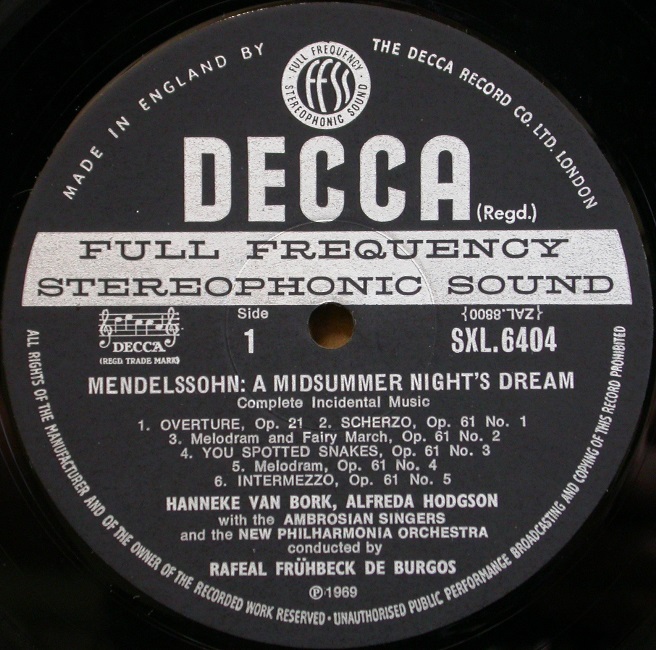 MADE IN ENGLAND BY
THE DECCA RECORD CO. LTD. LONDON
FULL FREQUENCY
FFSS
STEREOPHONIC SOUND
DECCA (Regd.)
FULL FREQUENCY
STEREOPHONIC SOUND
DECCA
(REGD. TRADE MARK)
Side
1
{ZAL.8800}
SXL.6404
MENDELSSOHN: A MIDSUMMER NIGHT'S DREAM
Complete Incidental Music
1. OVERTURE, Op. 21 2. SCHERZO, Op. 61 No. 1
3. Melodram and Fairy March, Op. 61 No. 2
4. YOU SPOTTED SNAKES, Op. 61 No. 3
5. Melodram, Op. 61 No. 4
6. INTERMEZZO, Op. 61 No. 5
HANNEKE VAN BORK, ALFREDA HODGSON
with the AMBROSIAN SINGERS
and the NEW PHILHARMONIA ORCHESTRA
conducted by
RAFEAL FRÜHBECK DE BURGOS
℗1969
ALL RIGHTS OF THE MANUFACTURER AND OF THE OWNER OF THE RECORDED WORK RESERVED · UNAUTHORISED PUBLIC PERFORMANCE BROADCASTING AND COPYING OF THIS RECORD PROHIBITED